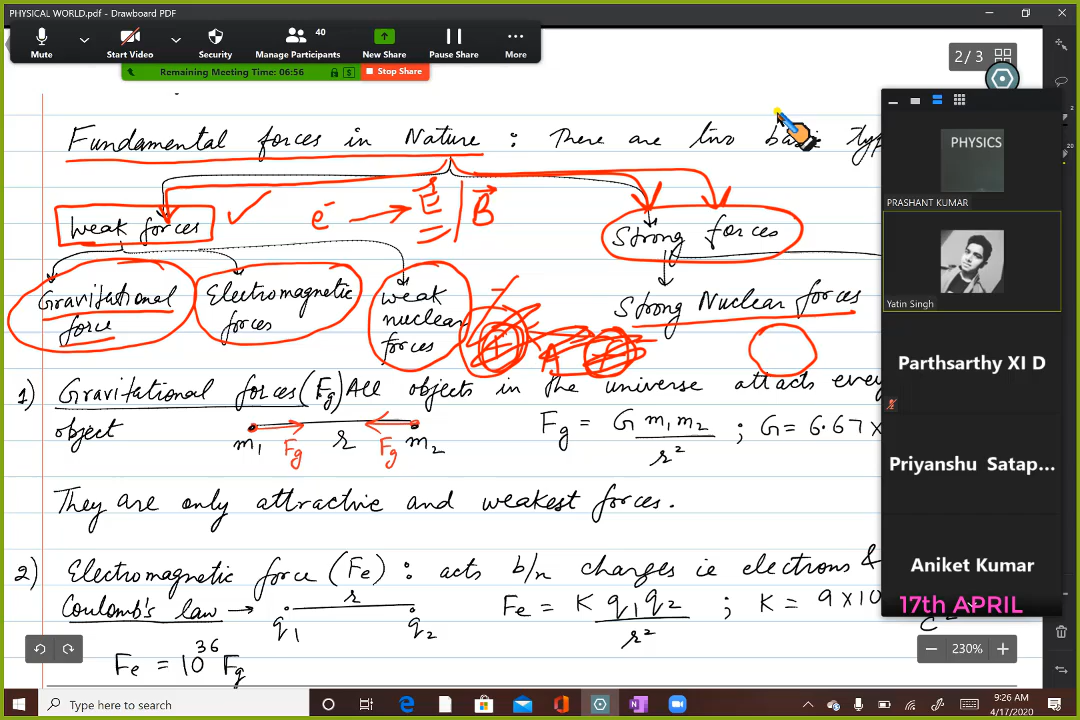 PHYSICAL WORLD.pdf - Drawboard PDF
Mute
Start Video
Security
40
Manage Participants
New Share
Pause Share
More
Remaining Meeting Time: 06:56
Stop Share
2/3
Fundamental forces in Nature : There are two basic typ
weak forces
e⁻ → E⃗ | B⃗
Strong forces
Gravitational force
Electromagnetic forces
weak nuclear forces
Strong Nuclear forces
1) Gravitational forces (Fg) All objects in the universe attacts every
object
m₁ Fg r Fg m₂
Fg = G m₁m₂ / r² ; G = 6.67×
They are only attractive and weakest forces.
2) Electromagnetic force (Fe) : acts b/n charges ie electrons &
Coulomb's law → q₁ r q₂
Fe = K q₁q₂ / r² ; K = 9×10
Fe = 10³⁶ Fg
PHYSICS
PRASHANT KUMAR
Yatin Singh
Parthsarthy XI D
Priyanshu Satap...
Aniket Kumar
17th APRIL
230%
Type here to search
9:26 AM
4/17/2020